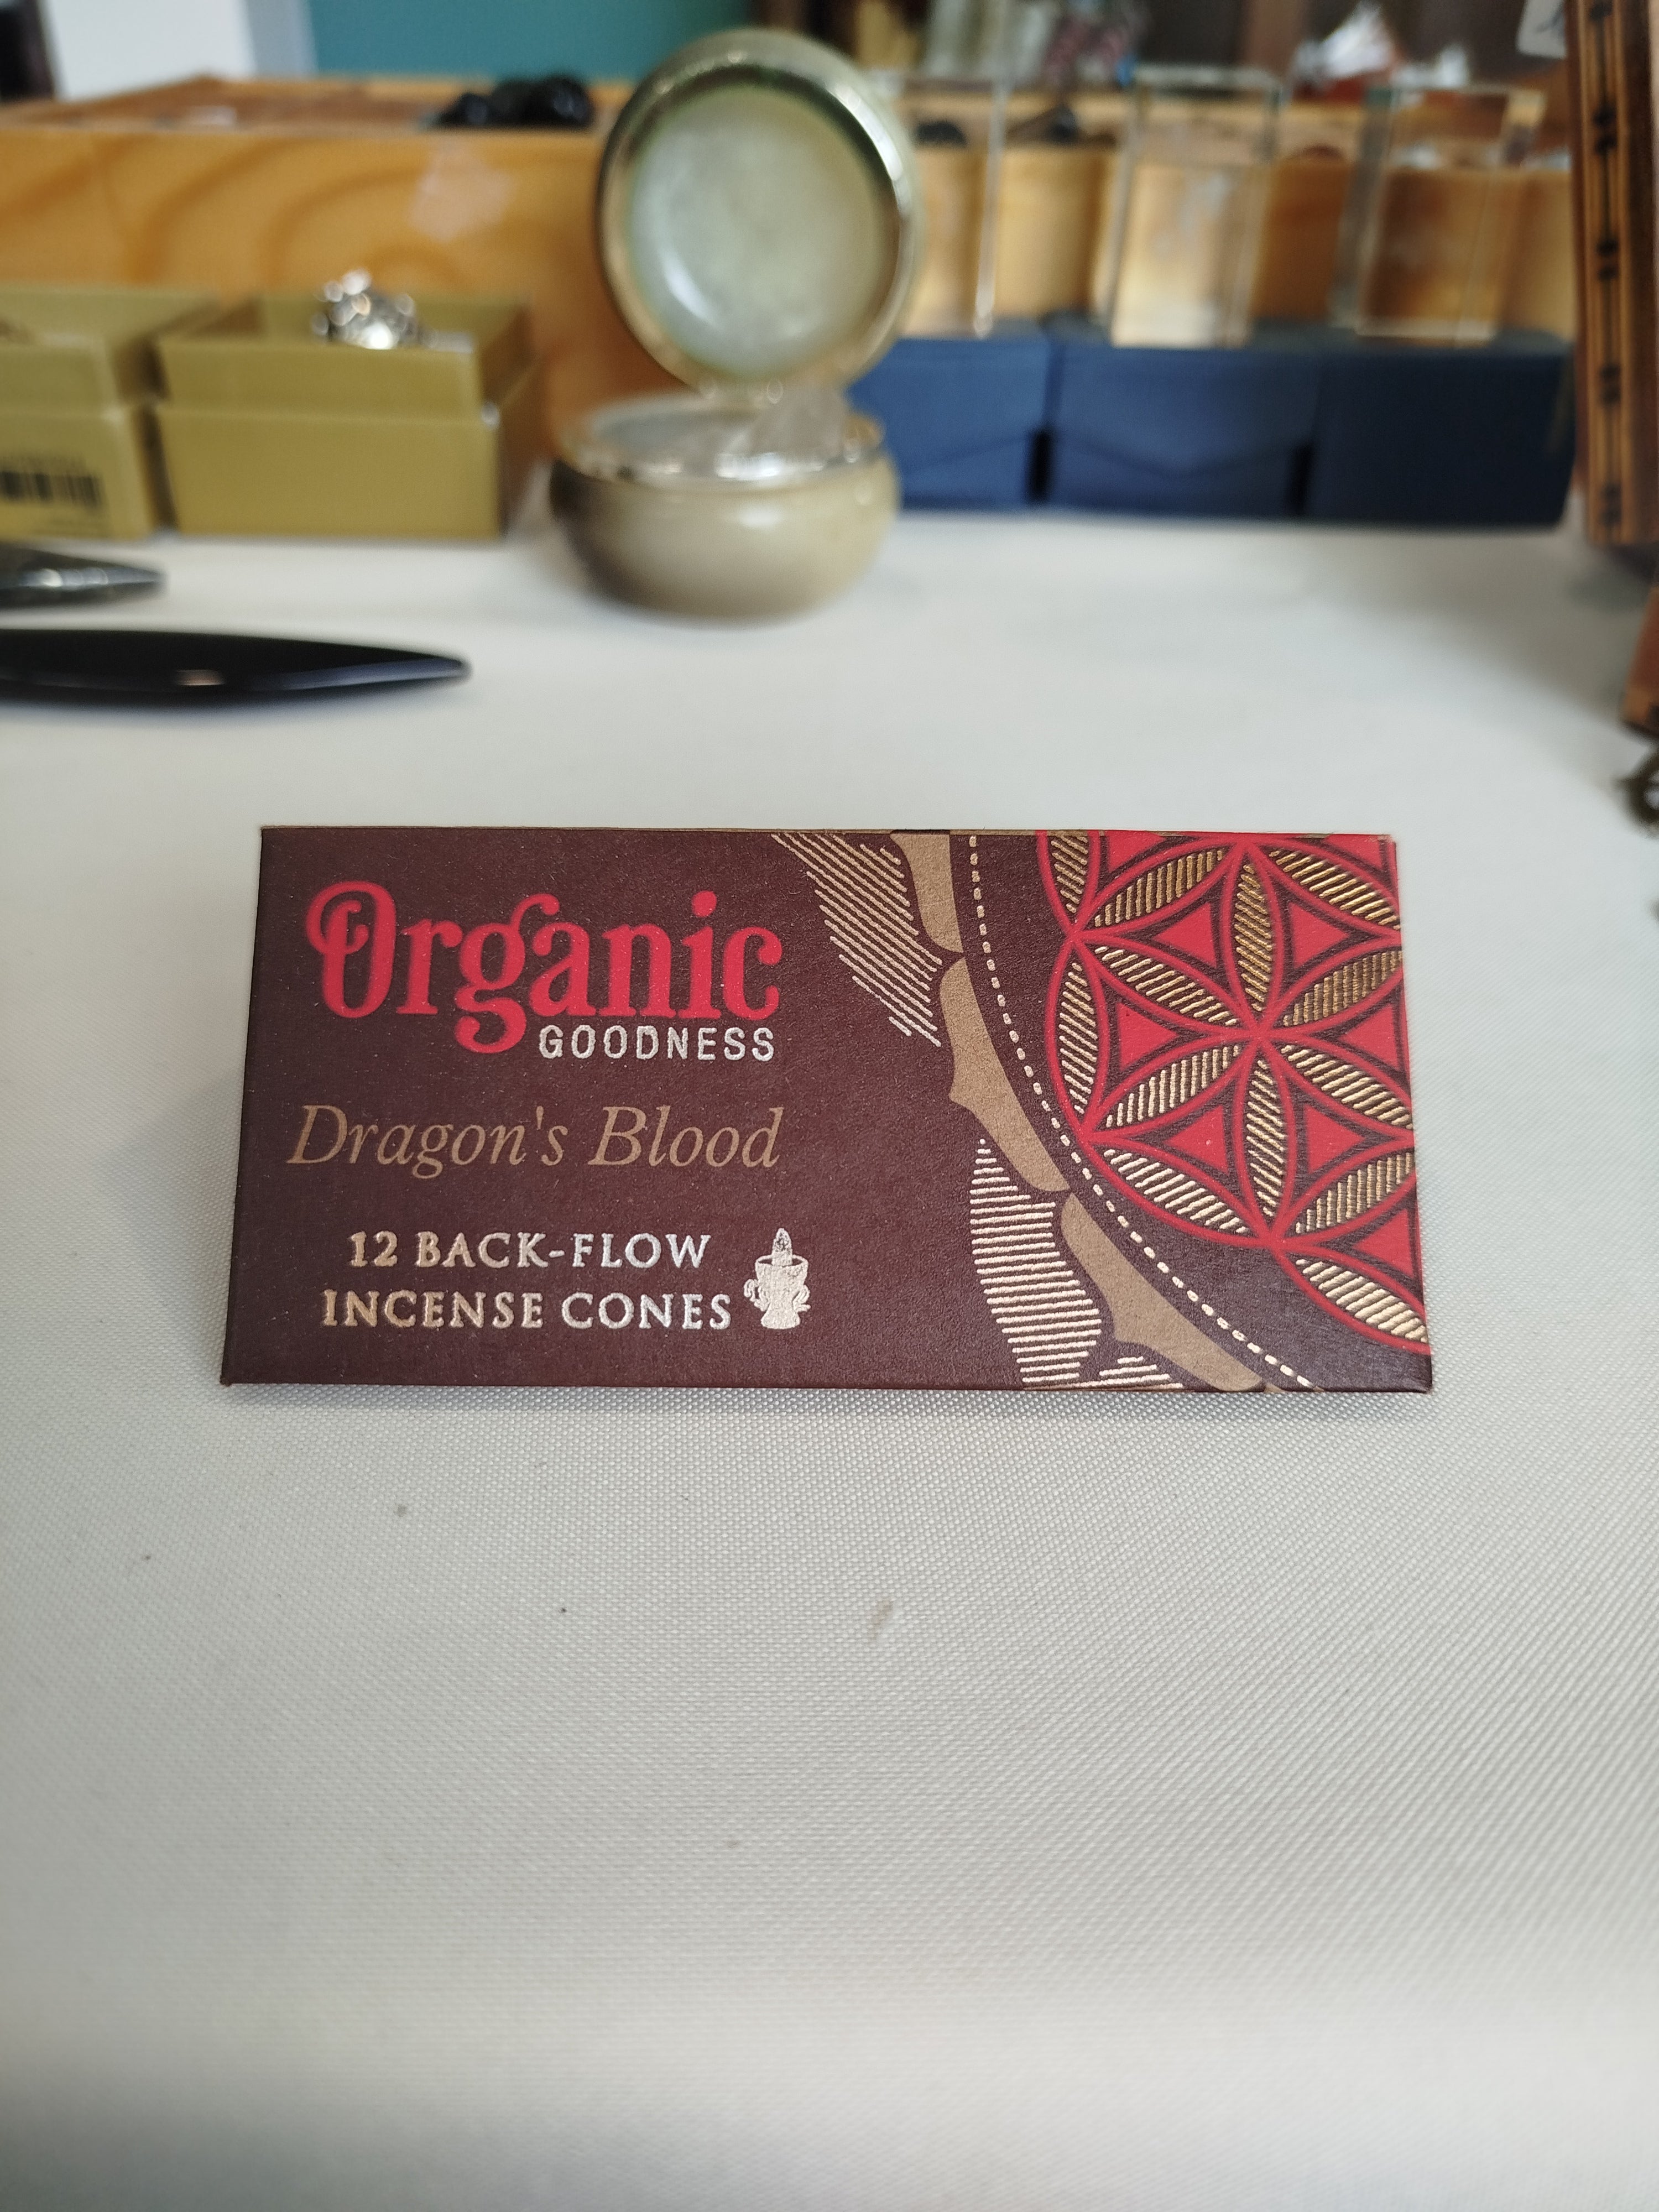 Organic
GOODNESS
Dragon's Blood
12 BACK-FLOW
INCENSE CONES